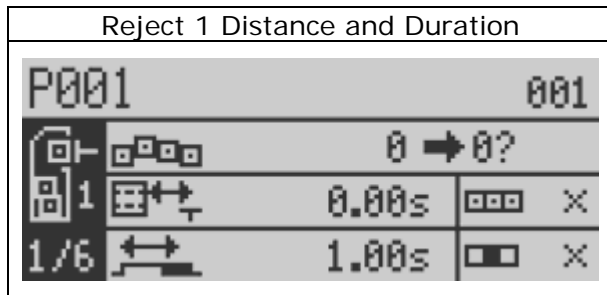 Reject 1 Distance and Duration
P001 001
0 ➡ 0?
1 0.00s ×
1/6 1.00s ×